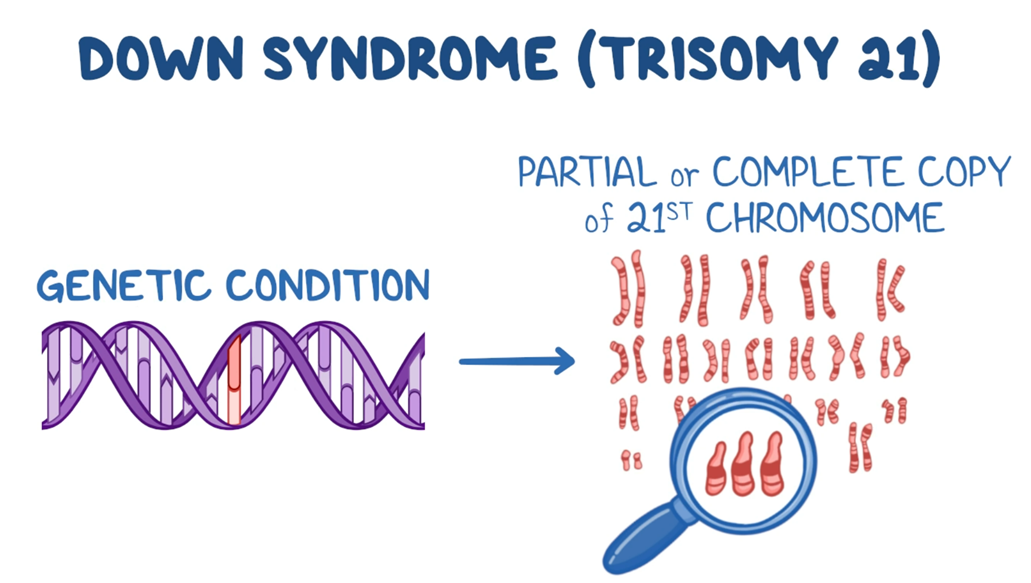 DOWN SYNDROME (TRISOMY 21)
PARTIAL or COMPLETE COPY
of 21ST CHROMOSOME
GENETIC CONDITION